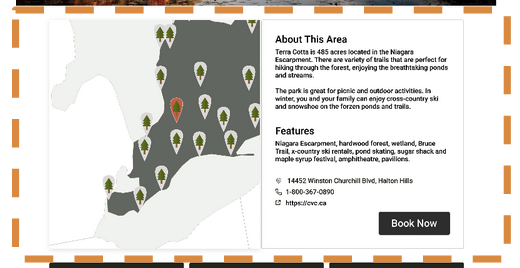 About This Area
Terra Cotta is 485 acres located in the Niagara
Escarpment. There are variety of trails that are perfect for
hiking through the forest, enjoying the breathtaking ponds
and streams.
The park is great for picnic and outdoor activities. In
winter, you and your family can enjoy cross-country ski
and snowshoe on the forzen ponds and trails.
Features
Niagara Escarpment, hardwood forest, wetland, Bruce
Trail, x-country ski rentals, pond skating, sugar shack and
maple syrup festival, amphitheatre, pavilions.
14452 Winston Churchill Blvd, Halton Hills
1-800-367-0890
https://cvc.ca
Book Now